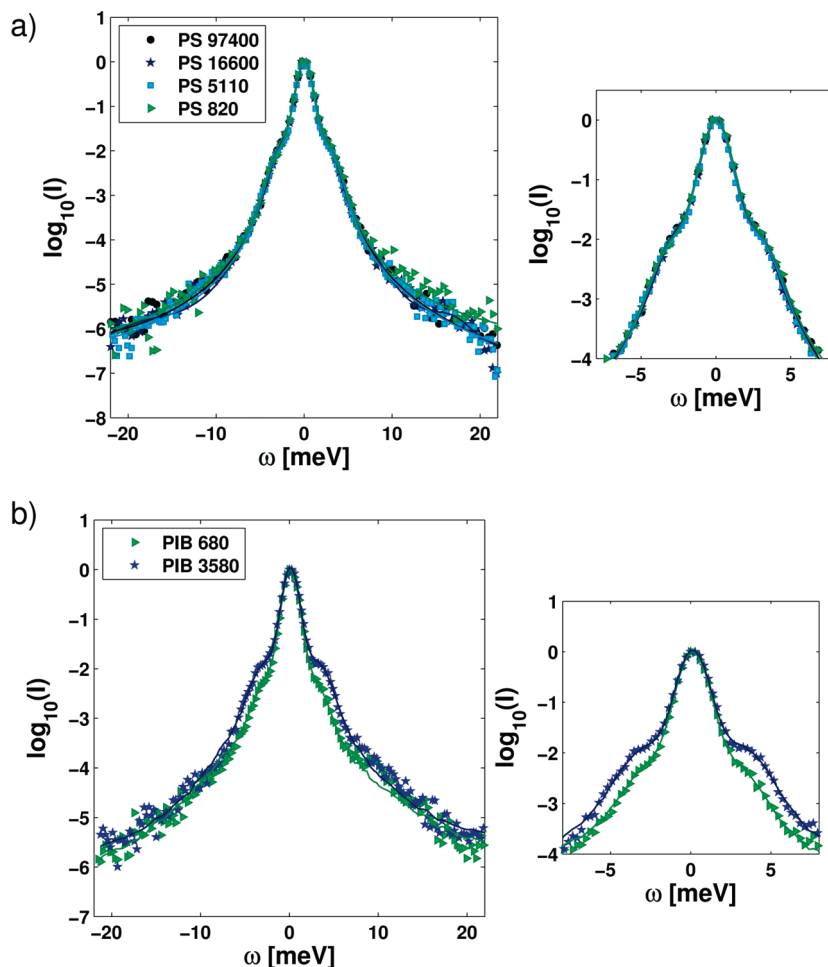 a)
PS 97400
PS 16600
PS 5110
PS 820
log10(I)
1
0
−1
−2
−3
−4
−5
−6
−7
−8
−20 −10 0 10 20
ω [meV]
log10(I)
0
−1
−2
−3
−4
−5 0 5
ω [meV]
b)
PIB 680
PIB 3580
log10(I)
1
0
−1
−2
−3
−4
−5
−6
−7
−20 −10 0 10 20
ω [meV]
log10(I)
1
0
−1
−2
−3
−4
−5 0 5
ω [meV]